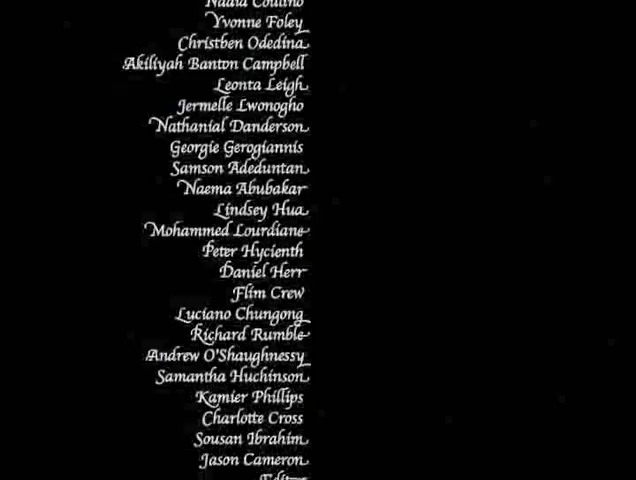 Nadia Coutino
Yvonne Foley
Christben Odedina
Akiliyah Banton Campbell
Leonta Leigh
Jermelle Lwonogho
Nathanial Danderson
Georgie Gerogiannis
Samson Adeduntan
Naema Abubakar
Lindsey Hua
Mohammed Lourdiane
Peter Hycienth
Daniel Herr
Flim Crew
Luciano Chungong
Richard Rumble
Andrew O'Shaughnessy
Samantha Huchinson
Kamier Phillips
Charlotte Cross
Sousan Ibrahim
Jason Cameron